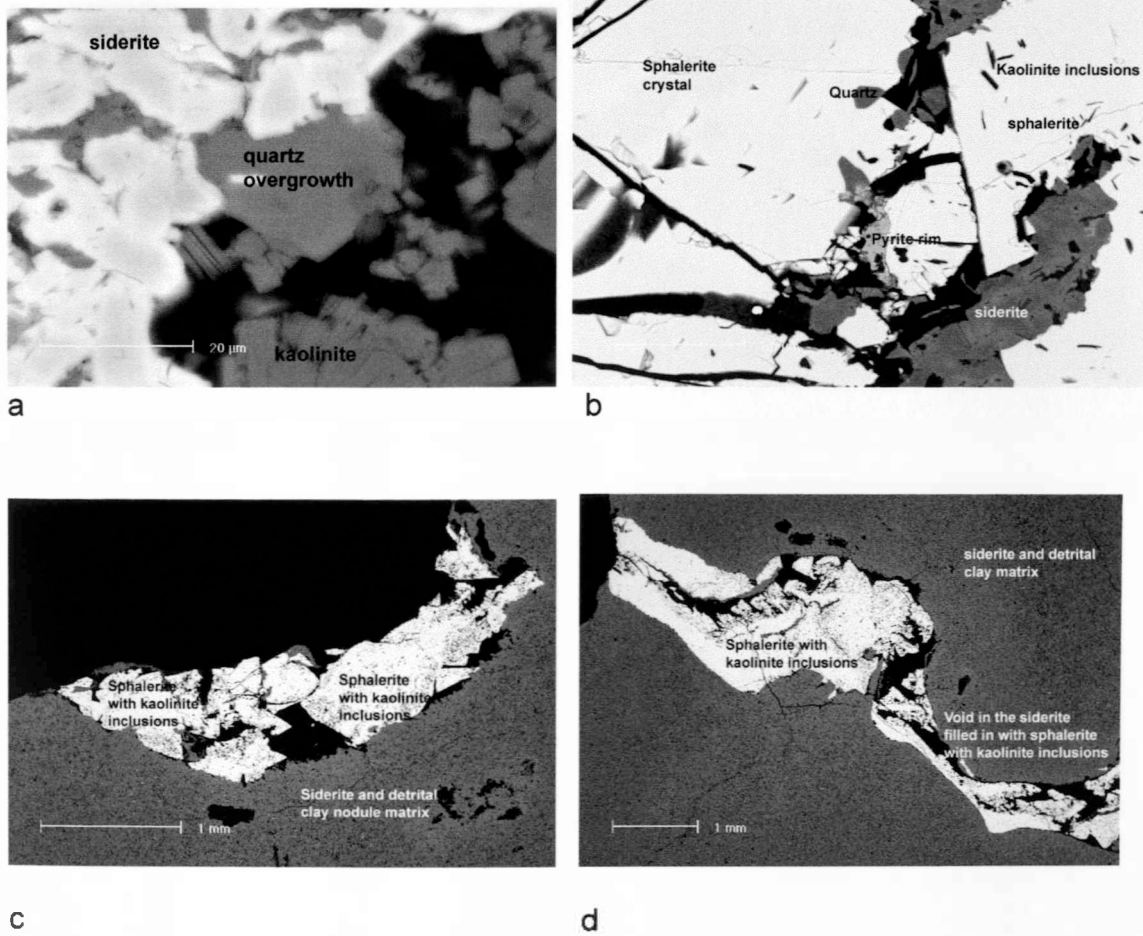 siderite
quartz
overgrowth
20 µm
kaolinite
a
Sphalerite
crystal
Quartz
Kaolinite inclusions
sphalerite
Pyrite rim
siderite
b
Sphalerite
with kaolinite
inclusions
Sphalerite
with kaolinite
inclusions
Siderite and detrital
clay nodule matrix
1 mm
c
siderite and detrital
clay matrix
Sphalerite with
kaolinite inclusions
Void in the siderite
filled in with sphalerite
with kaolinite inclusions
1 mm
d